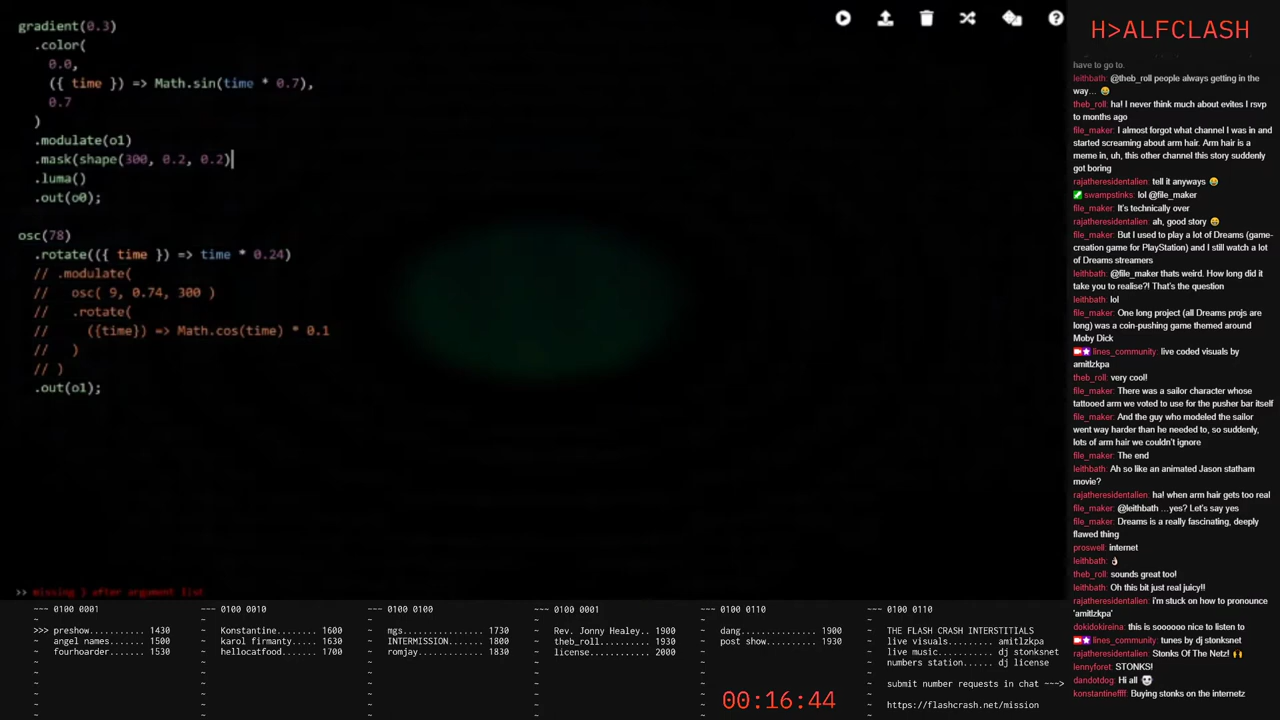 gradient(0.3)
.color(
0.0,
({ time }) => Math.sin(time * 0.7),
0.7
)
.modulate(o1)
.mask(shape(300, 0.2, 0.2)
.luma()
.out(o0);
osc(78)
.rotate(({ time }) => time * 0.24)
// .modulate(
//   osc( 9, 0.74, 300 )
//   .rotate(
//     ({time}) => Math.cos(time) * 0.1
//   )
// )
.out(o1);
>> missing ) after argument list
H>ALFCLASH
have to go to.
leithbath: @theb_roll people always getting in the
way...
theb_roll: ha! I never think much about evites I rsvp
to months ago
file_maker: I almost forgot what channel I was in and
started screaming about arm hair. Arm hair is a
meme in, uh, this other channel this story suddenly
got boring
rajatheresidentalien: tell it anyways
swampstinks: lol @file_maker
file_maker: It's technically over
rajatheresidentalien: ah, good story
file_maker: But I used to play a lot of Dreams (game-
creation game for PlayStation) and I still watch a lot
of Dreams streamers
leithbath: @file_maker thats weird. How long did it
take you to realise?! That's the question
leithbath: lol
file_maker: One long project (all Dreams projs are
long) was a coin-pushing game themed around
Moby Dick
lines_community: live coded visuals by
amitlzkpa
theb_roll: very cool!
file_maker: There was a sailor character whose
tattooed arm we voted to use for the pusher bar itself
file_maker: And the guy who modeled the sailor
went way harder than he needed to, so suddenly,
lots of arm hair we couldn't ignore
file_maker: The end
leithbath: Ah so like an animated Jason statham
movie?
rajatheresidentalien: ha! when arm hair gets too real
file_maker: @leithbath …yes? Let's say yes
file_maker: Dreams is a really fascinating, deeply
flawed thing
proswell: internet
leithbath: 👌🏻
theb_roll: sounds great too!
leithbath: Oh this bit just real juicy!!
rajatheresidentalien: i'm stuck on how to pronounce
'amitlzkpa'
dokidokireina: this is soooooo nice to listen to
lines_community: tunes by dj stonksnet
rajatheresidentalien: Stonks Of The Netz! 🙌
lennyforet: STONKS!
dandotdog: Hi all
konstantineffff: Buying stonks on the internetz
~~~ 0100 0001
>>> preshow.......... 1430
~ angel names...... 1500
~ fourhoarder...... 1530
~~~ 0100 0010
~ Konstantine...... 1600
~ karol firmanty... 1630
~ hellocatfood..... 1700
~~~ 0100 0100
~ mgs.............. 1730
~ INTERMISSION..... 1800
~ romjay........... 1830
~~~ 0100 0001
~ Rev. Jonny Healey.. 1900
~ theb_roll........ 1930
~ license.......... 2000
~~~ 0100 0110
~ dang............. 1900
~ post show........ 1930
00:16:44
~~~ 0100 0110
THE FLASH CRASH INTERSTITIALS
live visuals....... amitlzkpa
live music...... dj stonksnet
numbers station... dj license
submit number requests in chat ~~~>
https://flashcrash.net/mission